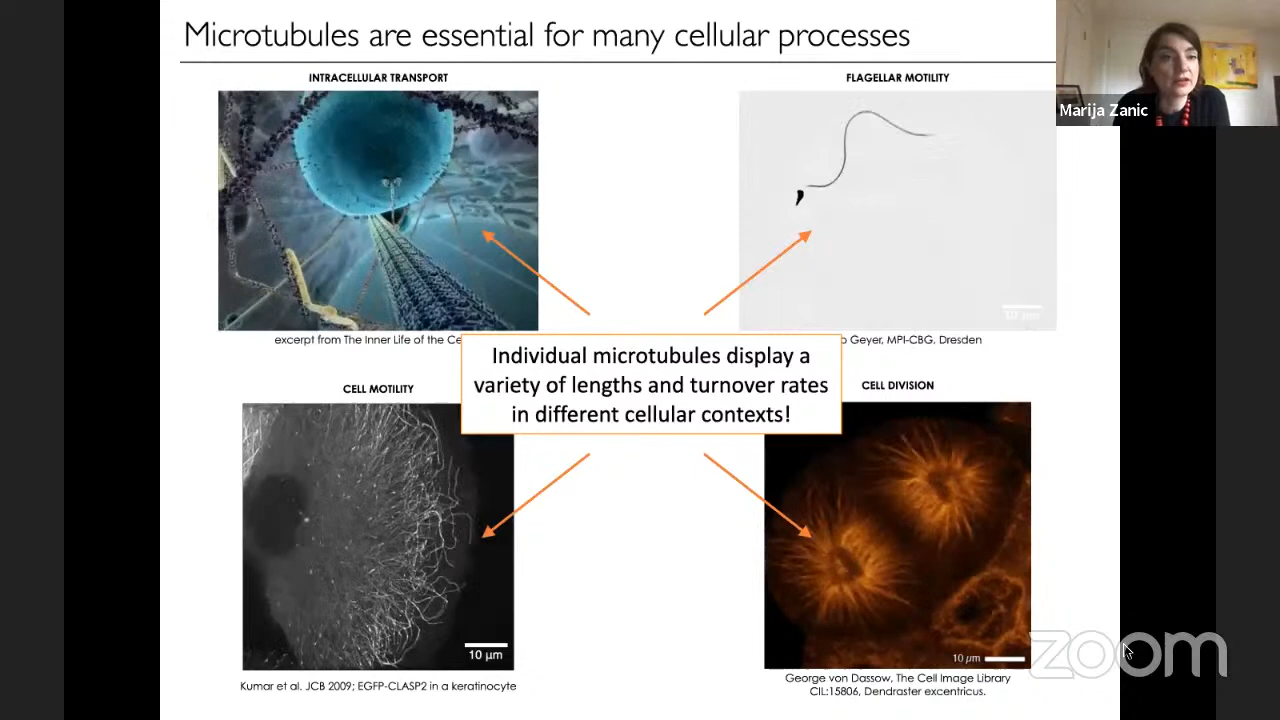 Microtubules are essential for many cellular processes
Marija Zanic
INTRACELLULAR TRANSPORT
FLAGELLAR MOTILITY
excerpt from The Inner Life of the Ce
Geyer, MPI-CBG, Dresden
Individual microtubules display a
variety of lengths and turnover rates
in different cellular contexts!
CELL MOTILITY
CELL DIVISION
10 µm
10 µm
Kumar et al. JCB 2009; EGFP-CLASP2 in a keratinocyte
George von Dassow, The Cell Image Library
CIL:15806, Dendraster excentricus.
zoom